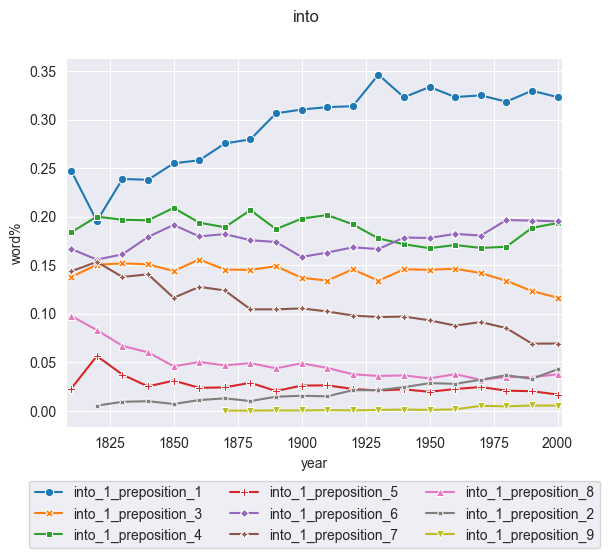 into
0.35
0.30
0.25
0.20
0.15
0.10
0.05
0.00
word%
1825 1850 1875 1900 1925 1950 1975 2000
year
into_1_preposition_1 into_1_preposition_5 into_1_preposition_8
into_1_preposition_3 into_1_preposition_6 into_1_preposition_2
into_1_preposition_4 into_1_preposition_7 into_1_preposition_9